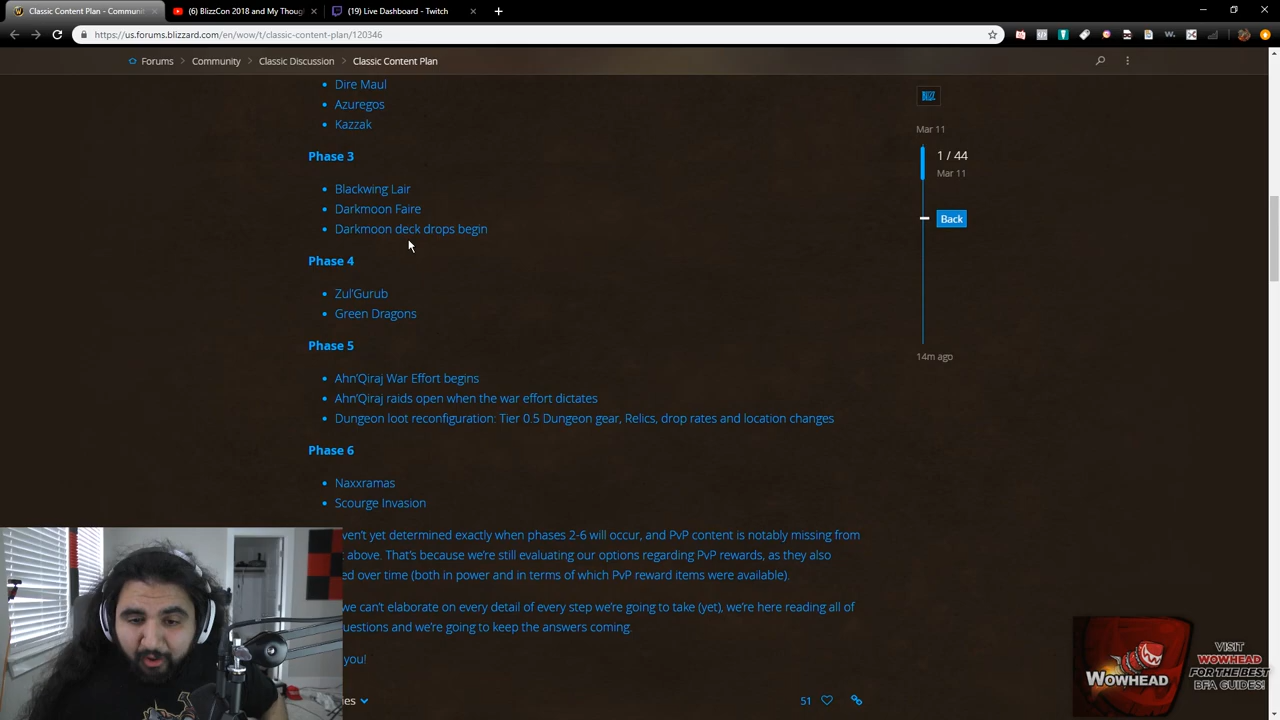 Classic Content Plan - Commun
(6) BlizzCon 2018 and My Thoug
(19) Live Dashboard - Twitch
https://us.forums.blizzard.com/en/wow/t/classic-content-plan/120346
Forums
Community
Classic Discussion
Classic Content Plan
Dire Maul
Azuregos
Kazzak
Phase 3
Blackwing Lair
Darkmoon Faire
Darkmoon deck drops begin
Phase 4
Zul'Gurub
Green Dragons
Phase 5
Ahn'Qiraj War Effort begins
Ahn'Qiraj raids open when the war effort dictates
Dungeon loot reconfiguration: Tier 0.5 Dungeon gear, Relics, drop rates and location changes
Phase 6
Naxxramas
Scourge Invasion
ven't yet determined exactly when phases 2-6 will occur, and PvP content is notably missing from
above. That's because we're still evaluating our options regarding PvP rewards, as they also
ed over time (both in power and in terms of which PvP reward items were available).
we can't elaborate on every detail of every step we're going to take (yet), we're here reading all of
uestions and we're going to keep the answers coming.
you!
es
51
Mar 11
1 / 44
Mar 11
Back
14m ago
WOWHEAD
VISIT
WOWHEAD
FOR THE BEST
BFA GUIDES!